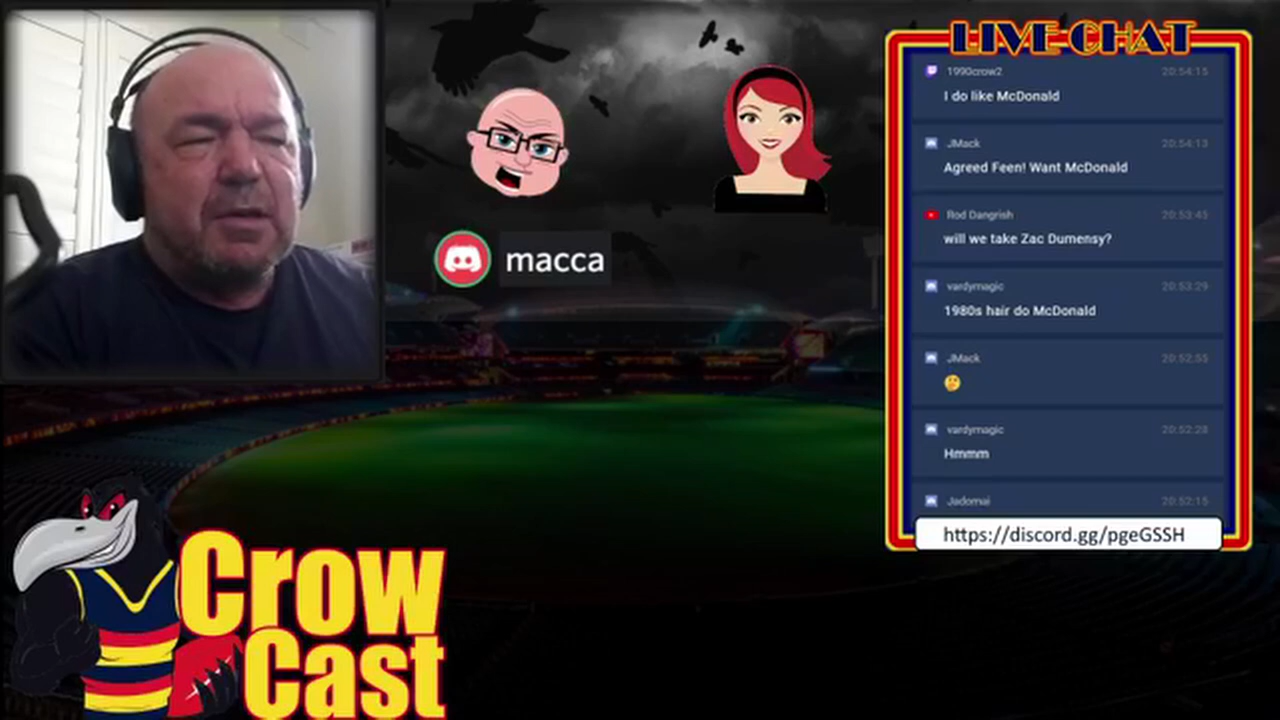 LIVE CHAT
1990crow2 20:54:15
I do like McDonald
JMack 20:54:13
Agreed Feen! Want McDonald
Rod Dangrish 20:53:45
will we take Zac Dumensy?
vardymagic 20:53:29
1980s hair do McDonald
JMack 20:52:55
vardymagic 20:52:28
Hmmm
Jadomai 20:52:15
https://discord.gg/pgeGSSH
macca
Crow
Cast